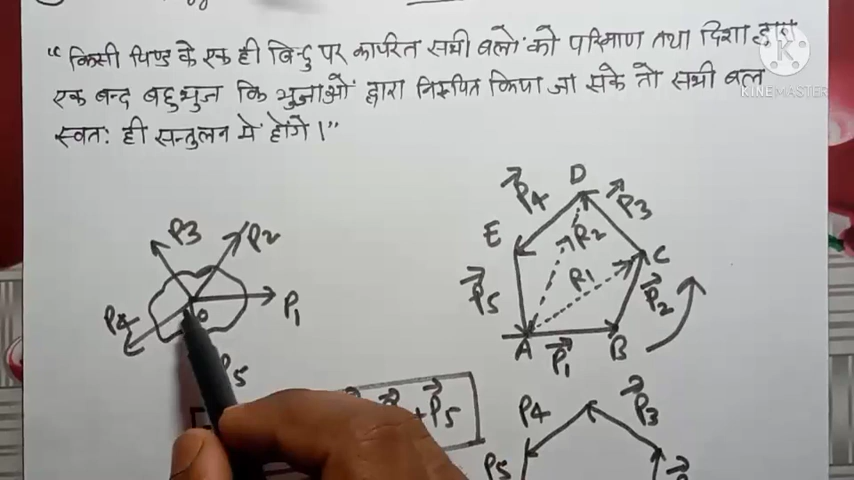 “ किसी पिण्ड के एक ही बिन्दु पर कार्यरत सभी बलों को परिमाण तथा दिशा द्वारा
एक बन्द बहुभुज कि भुजाओं द्वारा निरूपित किया जा सके तो सभी बल
स्वतः ही सन्तुलन में होंगे।”
KINEMASTER
D
P4 P3
E R2
P3 P2 R1 C
P5 P2
P4 O P1
A P1 B
P5
+P5
P4 P3
P5